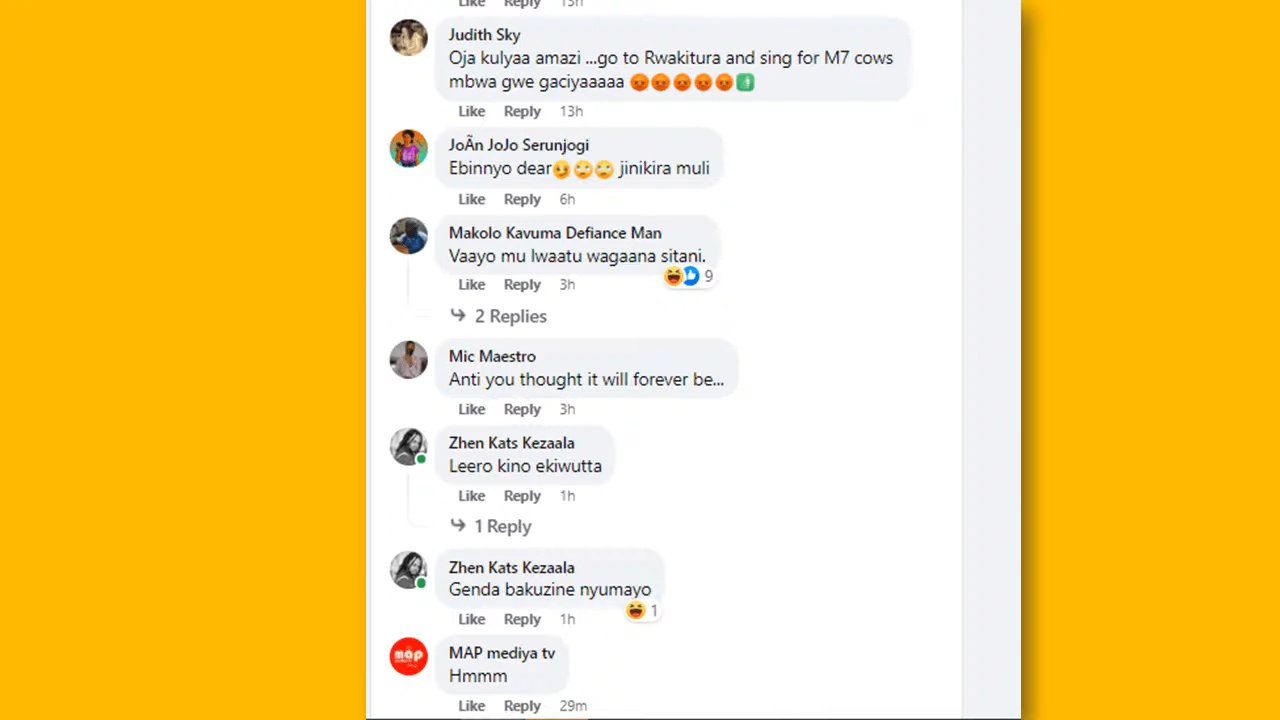 Like Reply 13h
Judith Sky
Oja kulyaa amazi ...go to Rwakitura and sing for M7 cows
mbwa gwe gaciyaaaaa 😡😡😡😡😡🚮
Like Reply 13h
JoÃn JoJo Serunjogi
Ebinnyo dear😏🙄🙄 jinikira muli
Like Reply 6h
Makolo Kavuma Defiance Man
Vaayo mu lwaatu wagaana sitani.
9
Like Reply 3h
2 Replies
Mic Maestro
Anti you thought it will forever be...
Like Reply 3h
Zhen Kats Kezaala
Leero kino ekiwutta
Like Reply 1h
1 Reply
Zhen Kats Kezaala
Genda bakuzine nyumayo
1
Like Reply 1h
map
MAP mediya tv
Hmmm
Like Reply 29m